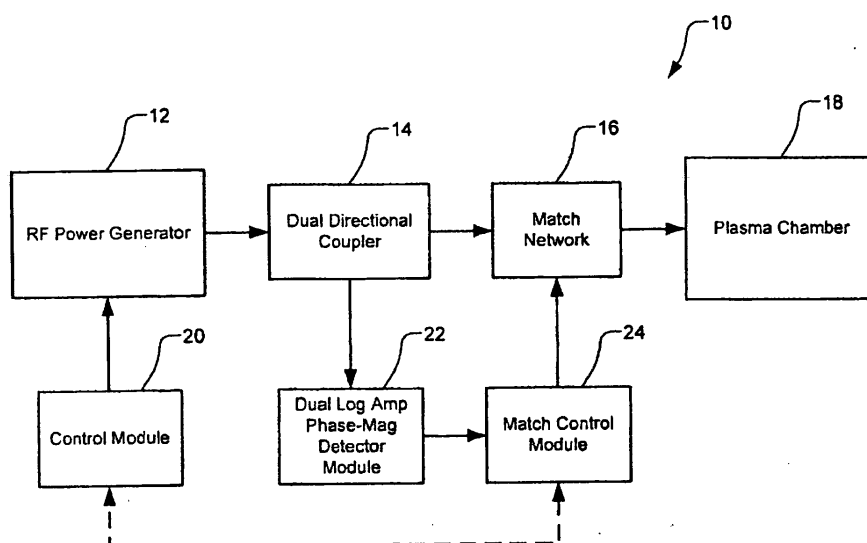 10
12
14
16
18
RF Power Generator
Dual Directional
Coupler
Match
Network
Plasma Chamber
20
22
24
Control Module
Dual Log Amp
Phase-Mag
Detector
Module
Match Control
Module